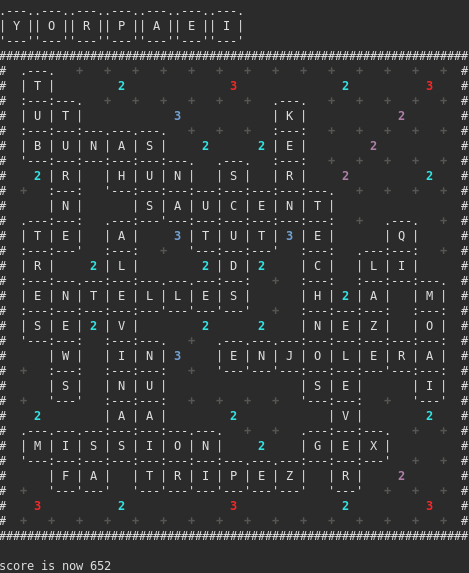 | Y || O || R || P || A || E || I |
| T | 2 3 2 3
| U | T | 3 | K | 2
| B | U | N | A | S | 2 2 | E | 2
2 | R | | H | U | N | | S | | R | 2 2
| N | | S | A | U | C | E | N | T |
| T | E | | A | 3 | T | U | T | 3 | E | | Q |
| R | 2 | L | 2 | D | 2 | C | | L | I |
| E | N | T | E | L | L | E | S | | H | 2 | A | | M |
| S | E | 2 | V | 2 2 | N | E | Z | | O |
| W | | I | N | 3 | E | N | J | O | L | E | R | A |
| S | | N | U | | S | E | | I |
2 | A | A | 2 | V | 2
| M | I | S | S | I | O | N | 2 | G | E | X |
| F | A | | T | R | I | P | E | Z | | R | 2
3 2 3 2 3
score is now 652